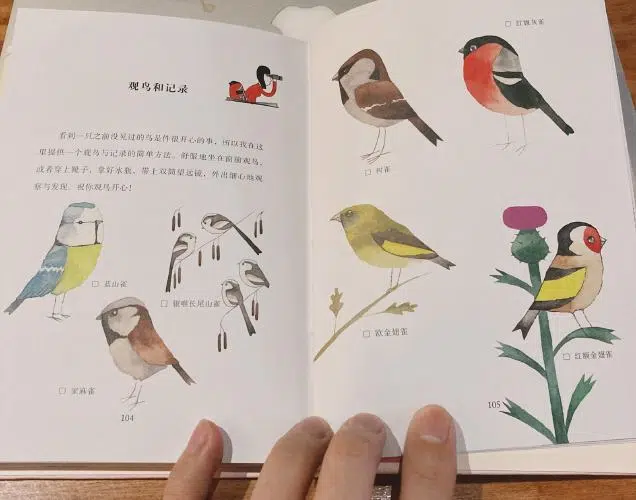 观鸟和记录
看到一只之前没见过的鸟是件很开心的事，所以我在这
里提供一个观鸟与记录的简单方法。舒服地坐在窗前观鸟，
或者穿上靴子，拿好水瓶，带上双筒望远镜，外出细心地观
察与发现。祝你观鸟开心！
□ 蓝山雀
□ 银喉长尾山雀
□ 家麻雀
104
□ 红腹灰雀
□ 树雀
□ 欧金翅雀
□ 红额金翅雀
105